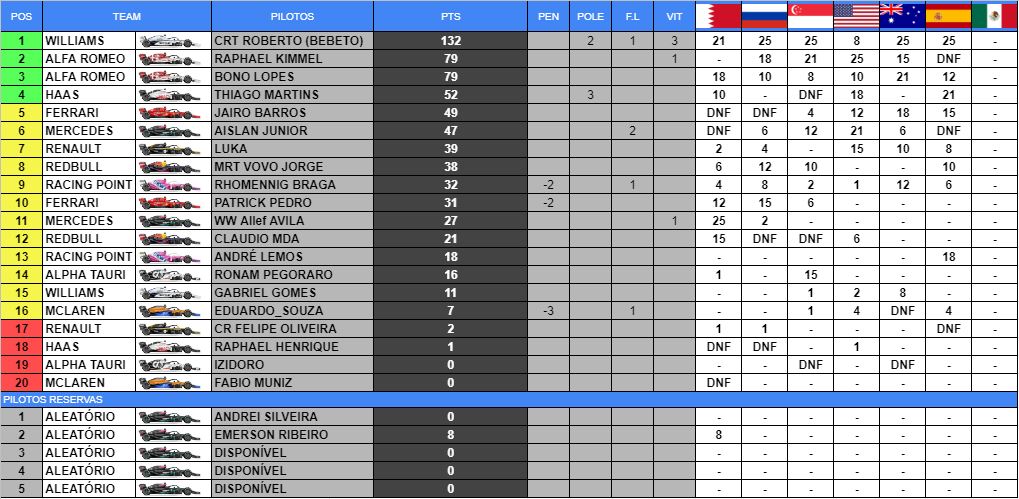 POS TEAM PILOTOS PTS PEN POLE F.L VIT
1 WILLIAMS CRT ROBERTO (BEBETO) 132 2 1 3 21 25 25 8 25 25 -
2 ALFA ROMEO RAPHAEL KIMMEL 79 1 - 18 21 25 15 DNF -
3 ALFA ROMEO BONO LOPES 79 18 10 8 10 21 12 -
4 HAAS THIAGO MARTINS 52 3 10 - DNF 18 - 21 -
5 FERRARI JAIRO BARROS 49 DNF DNF 4 12 18 15 -
6 MERCEDES AISLAN JUNIOR 47 2 DNF 6 12 21 6 DNF -
7 RENAULT LUKA 39 2 4 - 15 10 8 -
8 REDBULL MRT VOVO JORGE 38 6 12 10 - - 10 -
9 RACING POINT RHOMENNIG BRAGA 32 -2 1 4 8 2 1 12 6 -
10 FERRARI PATRICK PEDRO 31 -2 12 15 6 - - - -
11 MERCEDES WW Allef AVILA 27 1 25 2 - - - - -
12 REDBULL CLAUDIO MDA 21 15 DNF DNF 6 - - -
13 RACING POINT ANDRÉ LEMOS 18 - - - - - 18 -
14 ALPHA TAURI RONAM PEGORARO 16 1 - 15 - - - -
15 WILLIAMS GABRIEL GOMES 11 - - 1 2 8 - -
16 MCLAREN EDUARDO_SOUZA 7 -3 1 - - 1 4 DNF 4 -
17 RENAULT CR FELIPE OLIVEIRA 2 1 1 - - - DNF -
18 HAAS RAPHAEL HENRIQUE 1 DNF DNF - 1 - - -
19 ALPHA TAURI IZIDORO 0 - - DNF - DNF - -
20 MCLAREN FABIO MUNIZ 0 DNF - - - - - -
PILOTOS RESERVAS
1 ALEATÓRIO ANDREI SILVEIRA 0 - - - - - - -
2 ALEATÓRIO EMERSON RIBEIRO 8 8 - - - - - -
3 ALEATÓRIO DISPONÍVEL 0 - - - - - - -
4 ALEATÓRIO DISPONÍVEL 0 - - - - - - -
5 ALEATÓRIO DISPONÍVEL 0 - - - - - - -